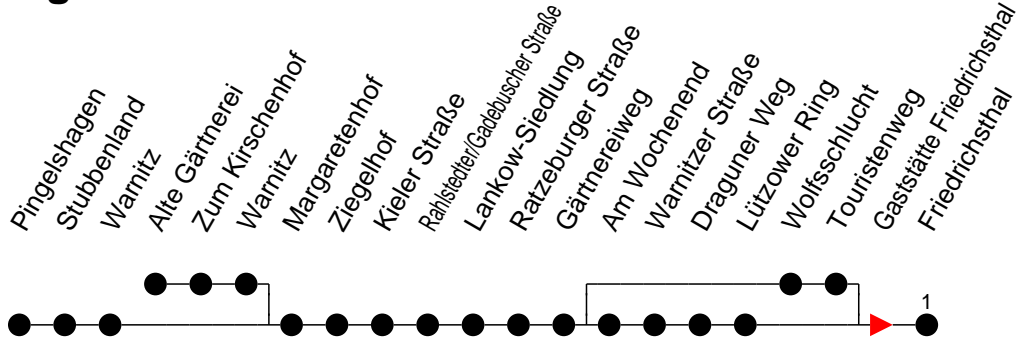 Pingelshagen
Stubbenland
Warnitz
Alte Gärtnerei
Zum Kirschenhof
Warnitz
Margaretenhof
Ziegelhof
Kieler Straße
Rahlstedter/Gadebuscher Straße
Lankow-Siedlung
Ratzeburger Straße
Gärtnereiweg
Am Wochenend
Warnitzer Straße
Draguner Weg
Lützower Ring
Wolfsschlucht
Touristenweg
Gaststätte Friedrichsthal
Friedrichsthal
1